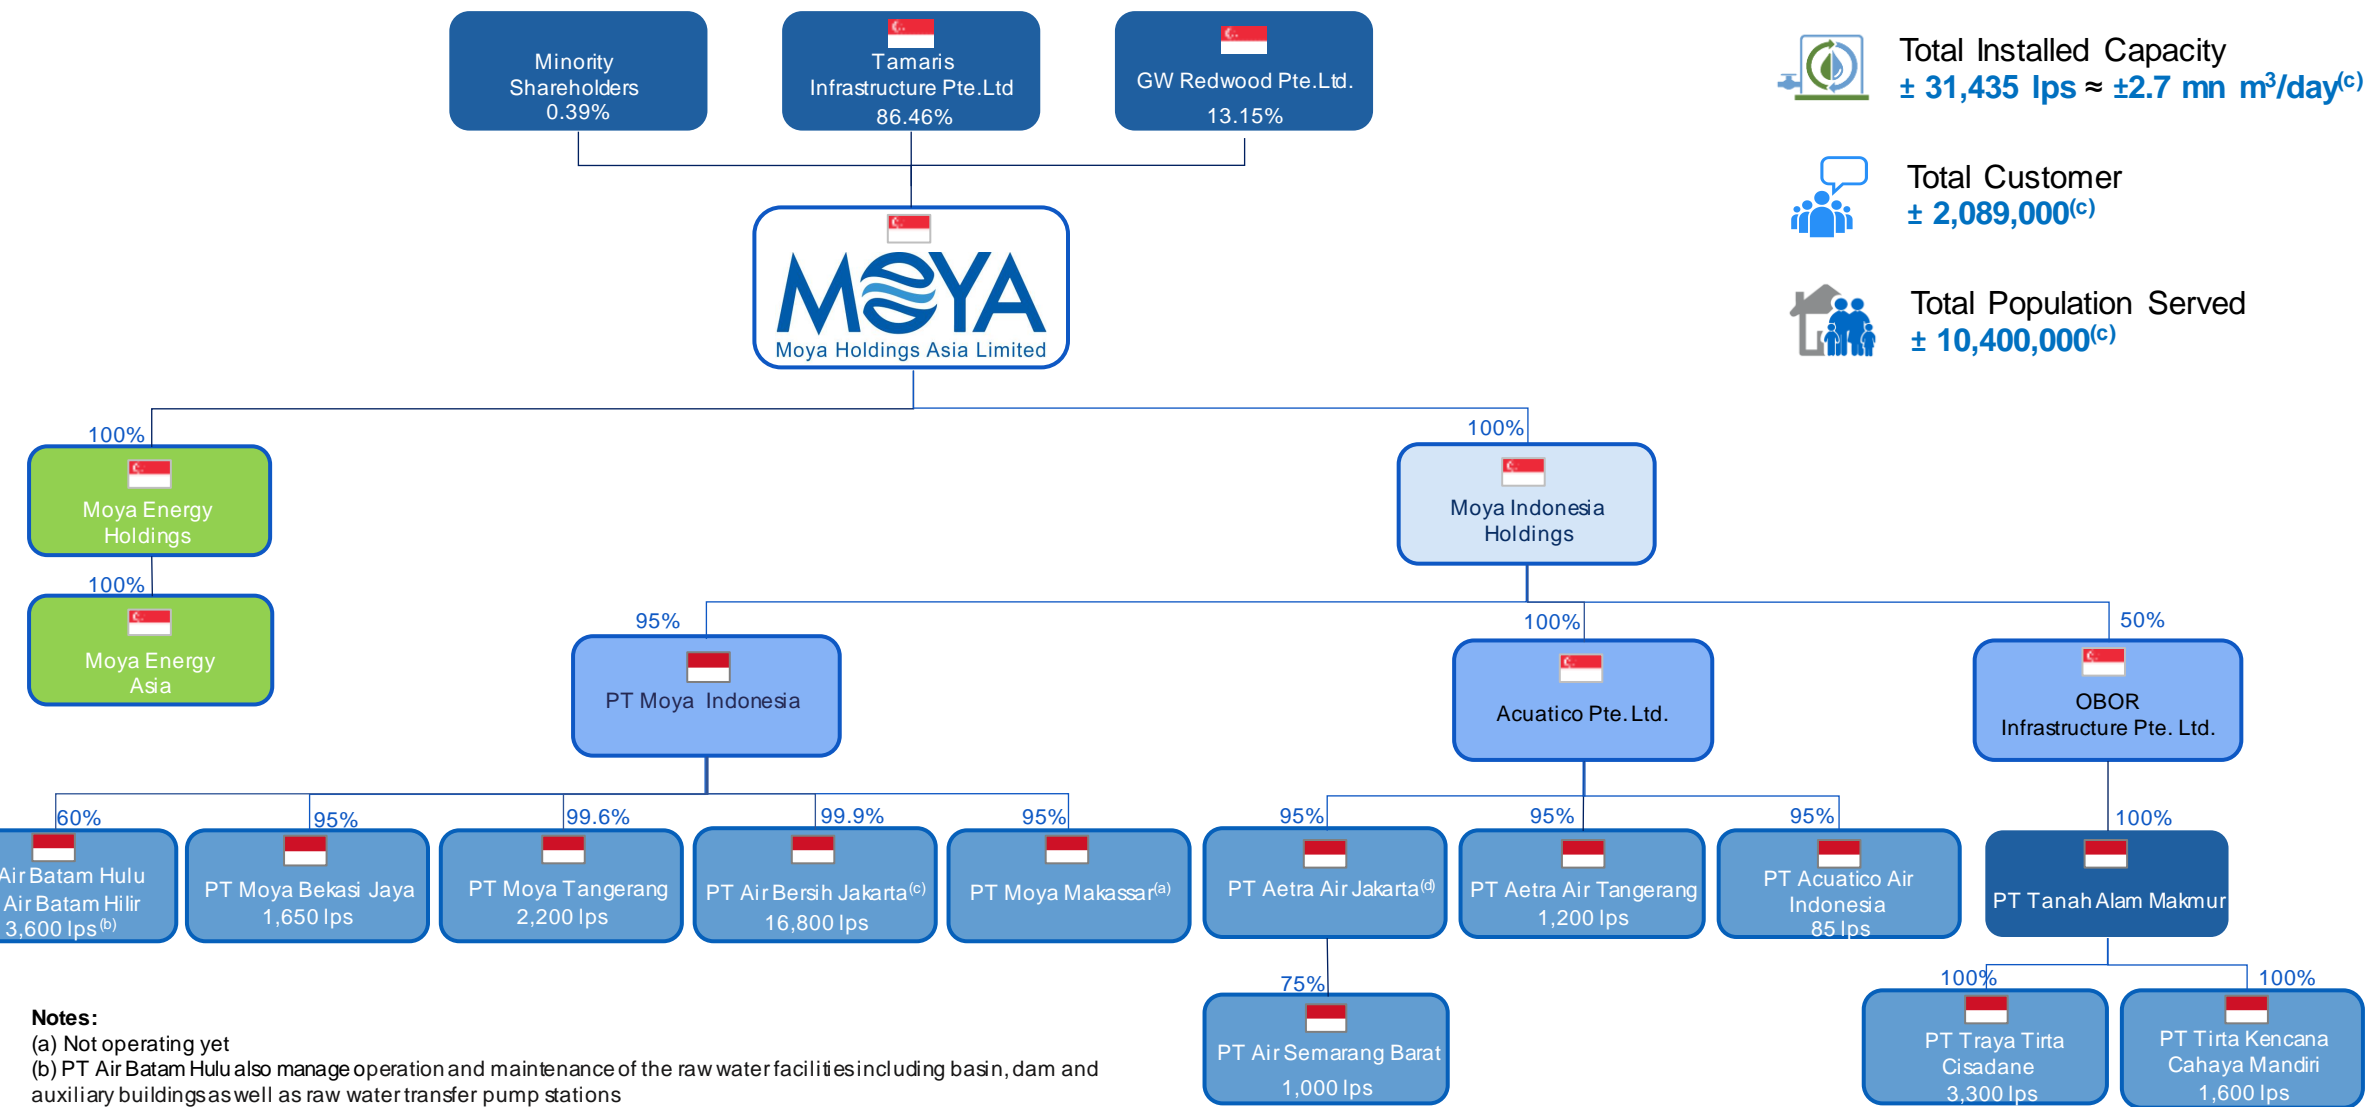 Minority
Shareholders
0.39%
Tamaris
Infrastructure Pte.Ltd
86.46%
GW Redwood Pte.Ltd.
13.15%
Total Installed Capacity
± 31,435 lps ≈ ±2.7 mn m³/day(c)
Total Customer
± 2,089,000(c)
Total Population Served
± 10,400,000(c)
MOYA
Moya Holdings Asia Limited
100%
Moya Energy
Holdings
100%
Moya Energy
Asia
100%
Moya Indonesia
Holdings
95%
PT Moya Indonesia
100%
Acuatico Pte. Ltd.
50%
OBOR
Infrastructure Pte. Ltd.
60%
Air Batam Hulu
Air Batam Hilir
3,600 lps(b)
95%
PT Moya Bekasi Jaya
1,650 lps
99.6%
PT Moya Tangerang
2,200 lps
99.9%
PT Air Bersih Jakarta(c)
16,800 lps
95%
PT Moya Makassar(a)
95%
PT Aetra Air Jakarta(d)
95%
PT Aetra Air Tangerang
1,200 lps
95%
PT Acuatico Air
Indonesia
85 lps
100%
PT Tanah Alam Makmur
75%
PT Air Semarang Barat
1,000 lps
100%
PT Traya Tirta
Cisadane
3,300 lps
100%
PT Tirta Kencana
Cahaya Mandiri
1,600 lps
Notes:
(a) Not operating yet
(b) PT Air Batam Hulu also manage operation and maintenance of the raw water facilities including basin, dam and
auxiliary buildings as well as raw water transfer pump stations